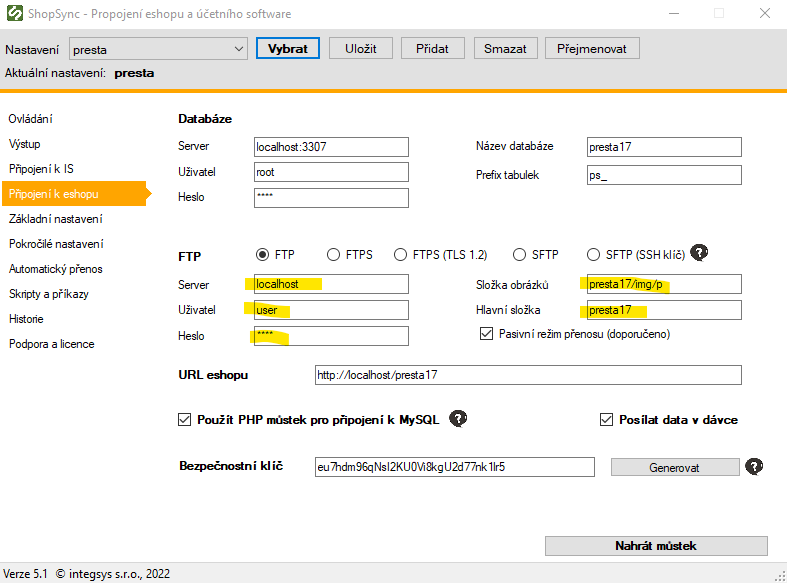 ShopSync - Propojení eshopu a účetního software
Nastavení presta Vybrat Uložit Přidat Smazat Přejmenovat
Aktuální nastavení: presta
Ovládání
Výstup
Připojení k IS
Připojení k eshopu
Základní nastavení
Pokročilé nastavení
Automatický přenos
Skripty a příkazy
Historie
Podpora a licence
Databáze
Server localhost:3307 Název databáze presta17
Uživatel root Prefix tabulek ps_
Heslo ****
FTP FTP FTPS FTPS (TLS 1.2) SFTP SFTP (SSH klíč) ?
Server localhost Složka obrázků presta17/img/p
Uživatel user Hlavní složka presta17
Heslo **** Pasivní režim přenosu (doporučeno)
URL eshopu http://localhost/presta17
Použít PHP můstek pro připojení k MySQL ? Posílat data v dávce
Bezpečnostní klíč eu7hdm96qNsI2KU0Vi8kgU2d77nk1Ir5 Generovat ?
Nahrát můstek
Verze 5.1 © integsys s.r.o., 2022